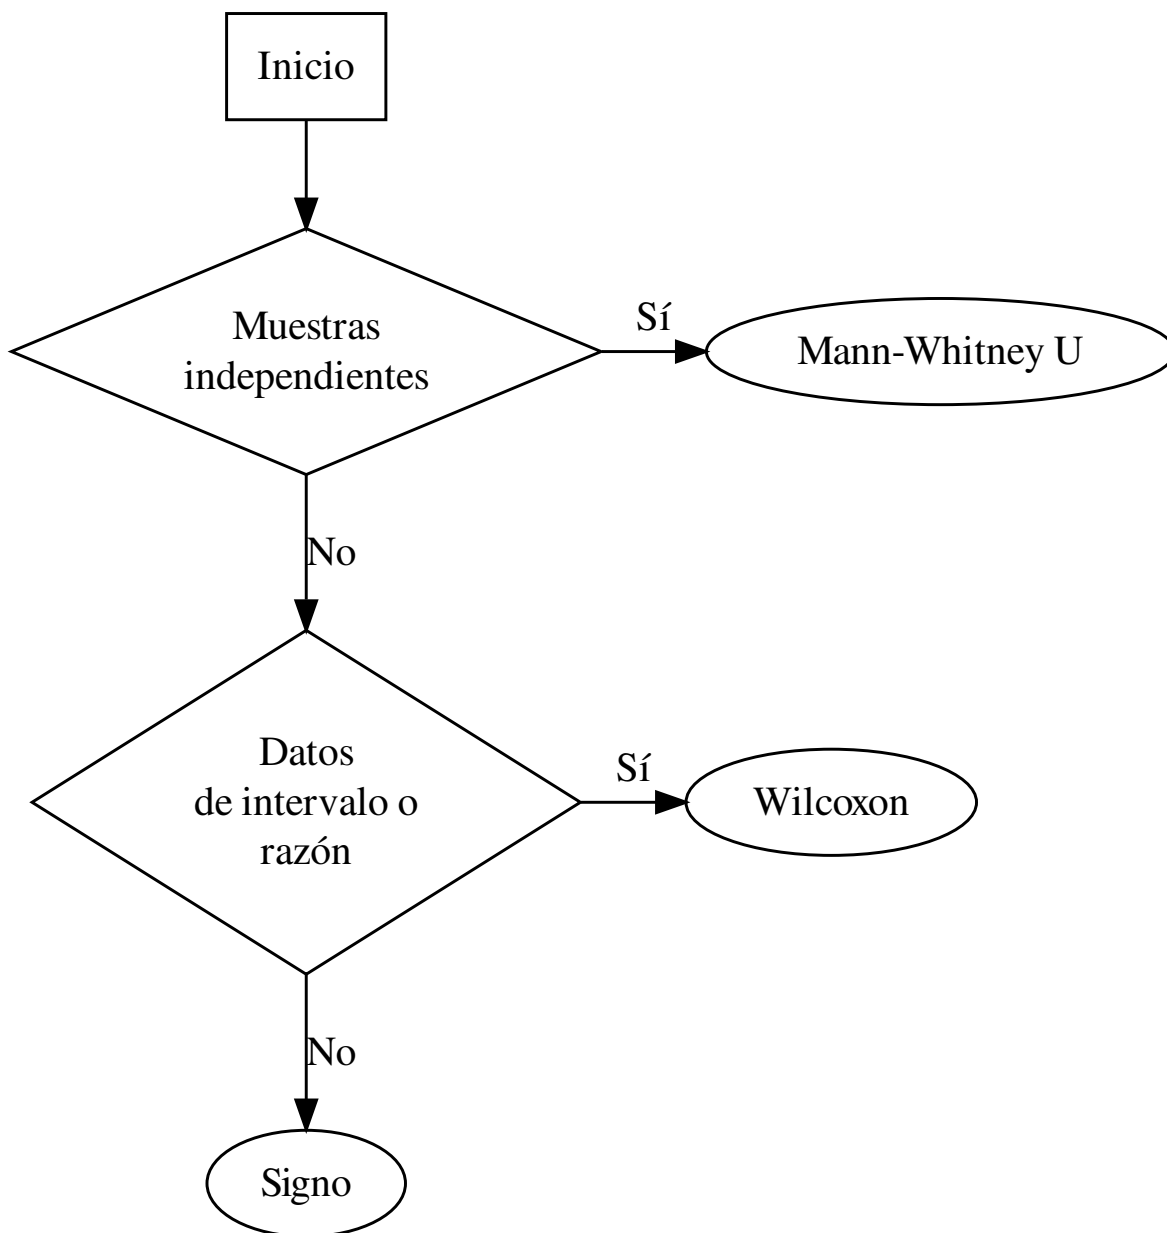 Inicio
Muestras
independientes
Sí
Mann-Whitney U
No
Datos
de intervalo o
razón
Sí
Wilcoxon
No
Signo